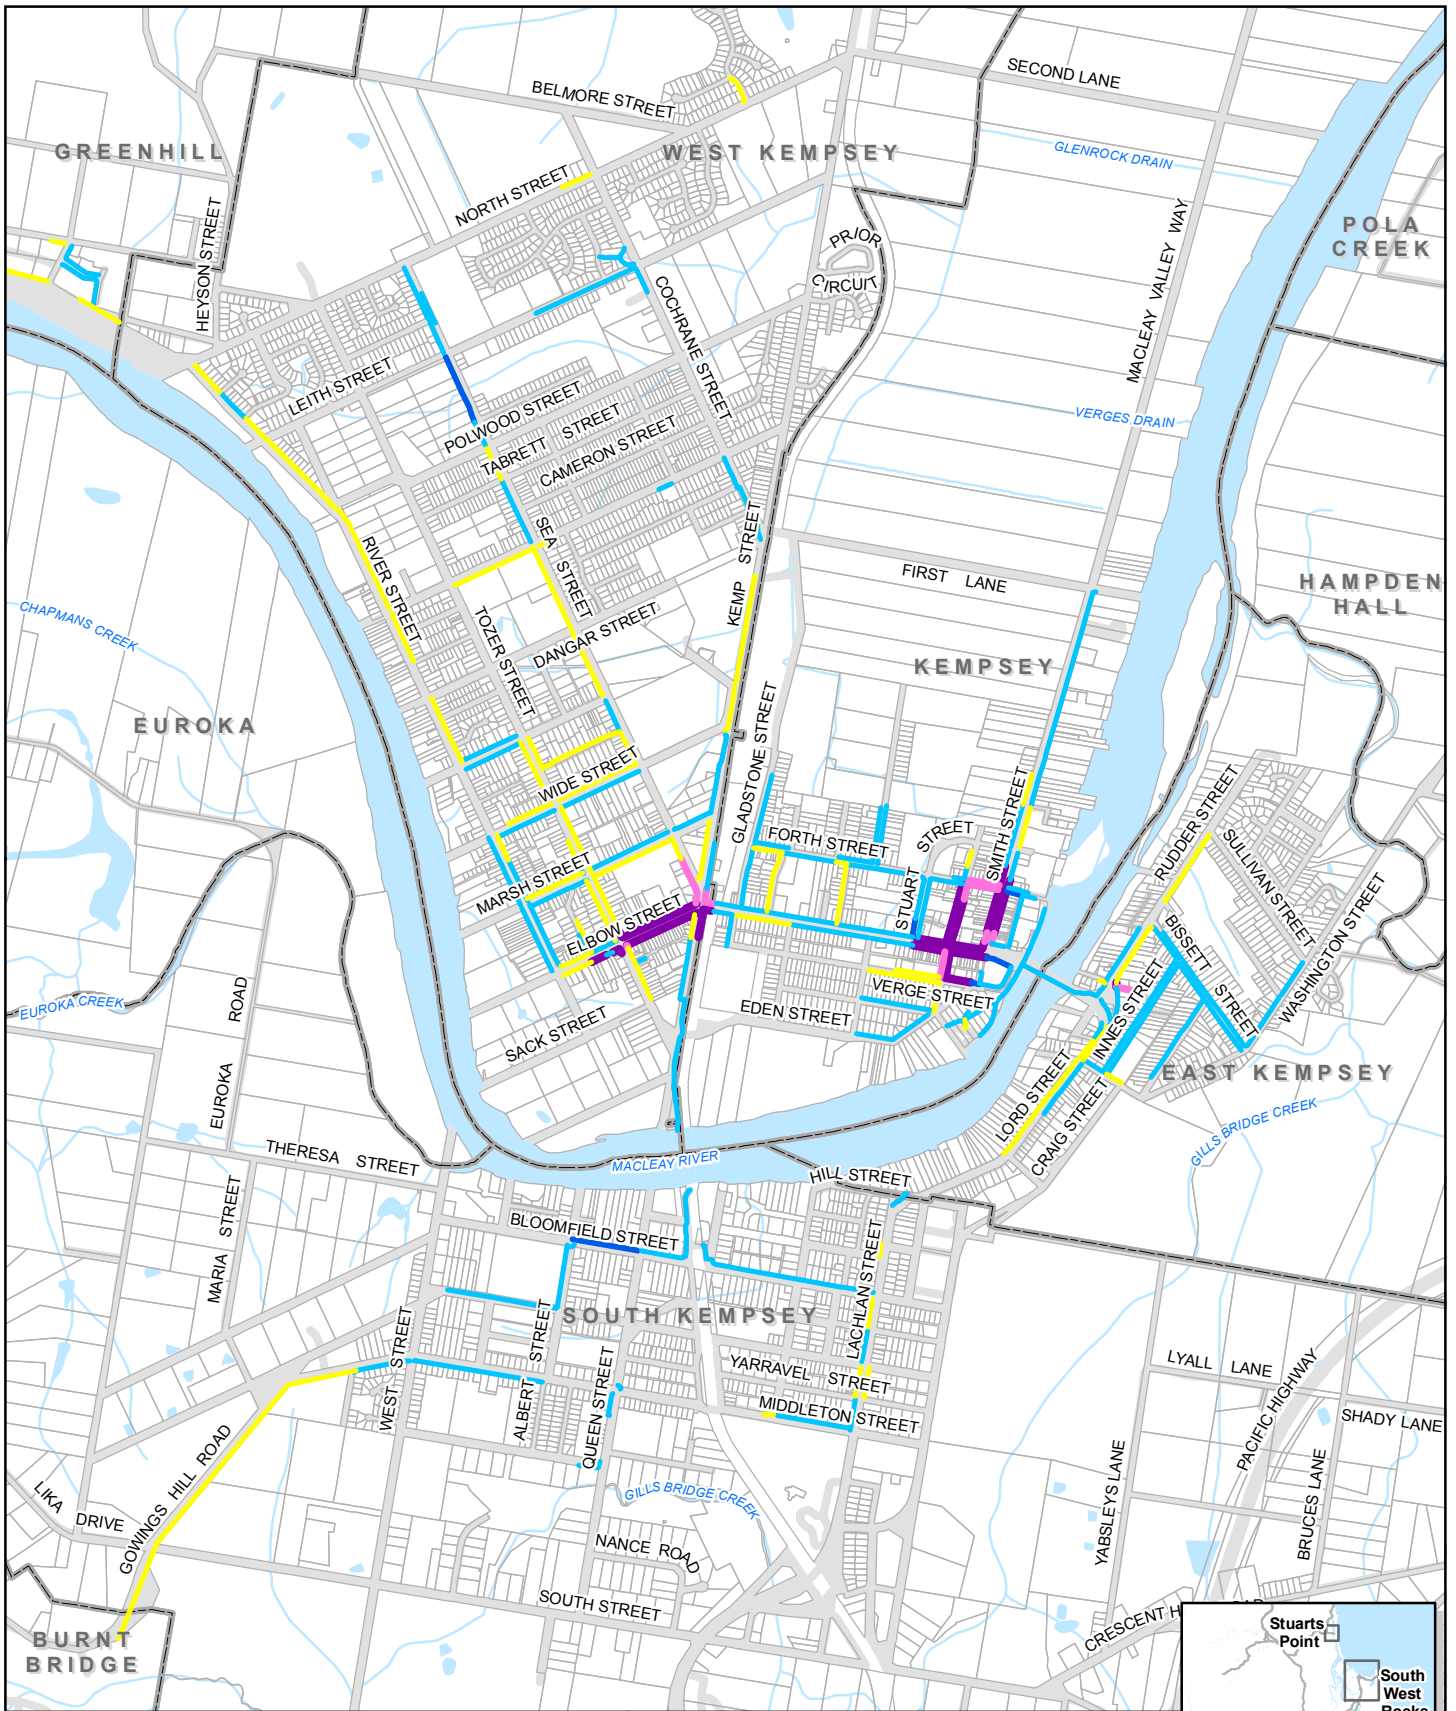 SECOND LANE
BELMORE STREET
GREENHILL
WEST KEMPSEY
GLENROCK DRAIN
NORTH STREET
HEYSON STREET
MACLEAY VALLEY WAY
POLA
CREEK
PRIOR
CIRCUIT
COCHRANE STREET
LEITH STREET
POLWOOD STREET
TABRETT STREET
CAMERON STREET
VERGES DRAIN
SEA STREET
KEMP STREET
RIVER STREET
FIRST LANE
HAMPDEN
HALL
CHAPMANS CREEK
TOZER STREET
DANGAR STREET
KEMPSEY
EUROKA
GLADSTONE STREET
WIDE STREET
SMITH STREET
RUDDER STREET
FORTH STREET
STREET
STUART
SULLIVAN STREET
MARSH STREET
ELBOW STREET
WASHINGTON STREET
BISSETT STREET
EUROKA CREEK
ROAD
EUROKA
VERGE STREET
EDEN STREET
SACK STREET
INNES STREET
LORD STREET
EAST KEMPSEY
CRAIG STREET
GILLS BRIDGE CREEK
THERESA STREET
MACLEAY RIVER
HILL STREET
MARIA STREET
BLOOMFIELD STREET
LACHLAN STREET
SOUTH KEMPSEY
WEST STREET
ALBERT STREET
QUEEN STREET
YARRAVEL STREET
MIDDLETON STREET
LYALL LANE
PACIFIC HIGHWAY
SHADY LANE
GOWINGS HILL ROAD
LIKA DRIVE
GILLS BRIDGE CREEK
YABSLEYS LANE
BRUCES LANE
NANCE ROAD
SOUTH STREET
CRESCENT H
BURNT
BRIDGE
Stuarts
Point
South
West
Rocks